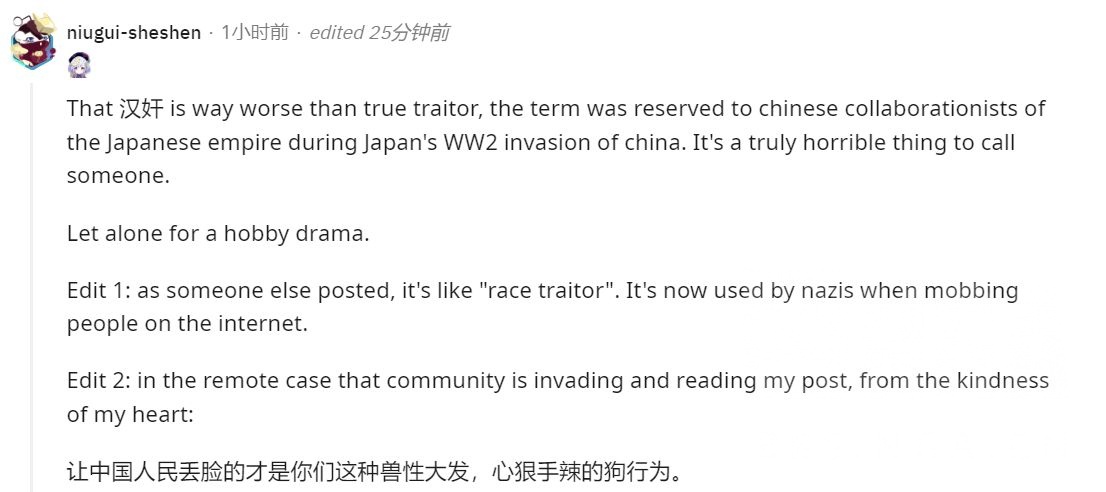 niugui-sheshen · 1小时前 · edited 25分钟前
That 汉奸 is way worse than true traitor, the term was reserved to chinese collaborationists of
the Japanese empire during Japan's WW2 invasion of china. It's a truly horrible thing to call
someone.
Let alone for a hobby drama.
Edit 1: as someone else posted, it's like "race traitor". It's now used by nazis when mobbing
people on the internet.
Edit 2: in the remote case that community is invading and reading my post, from the kindness
of my heart:
让中国人民丢脸的才是你们这种兽性大发，心狠手辣的狗行为。